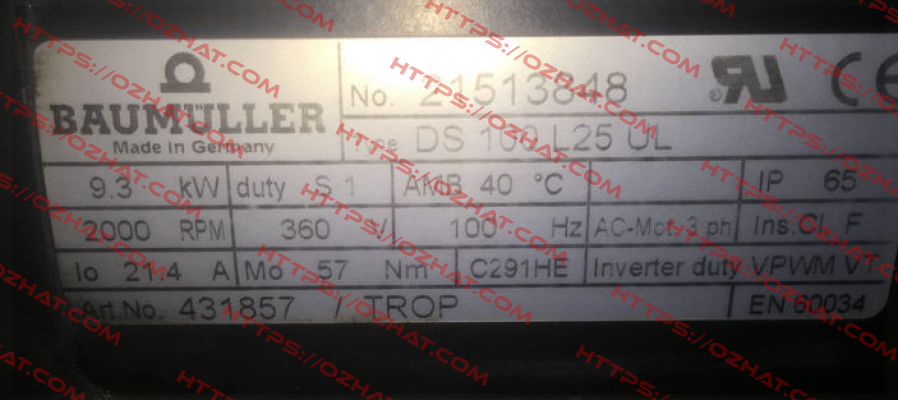 BAUMÜLLER
Made in Germany
No. 21513848
DS 100 L25 UL
9.3 kW duty S 1 AMB 40 °C IP 65
2000 RPM 360 V 100 Hz AC-Mot. 3 ph Ins.Cl. F
Io 21.4 A Mo 57 Nm C291HE Inverter duty VPWM V1
Art.No. 431857 / TROP EN 60034
HTTPS://OZHAT.COM